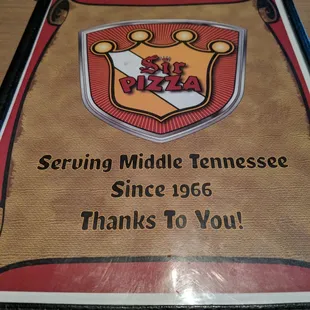 Sir
PIZZA
Serving Middle Tennessee
Since 1966
Thanks To You!